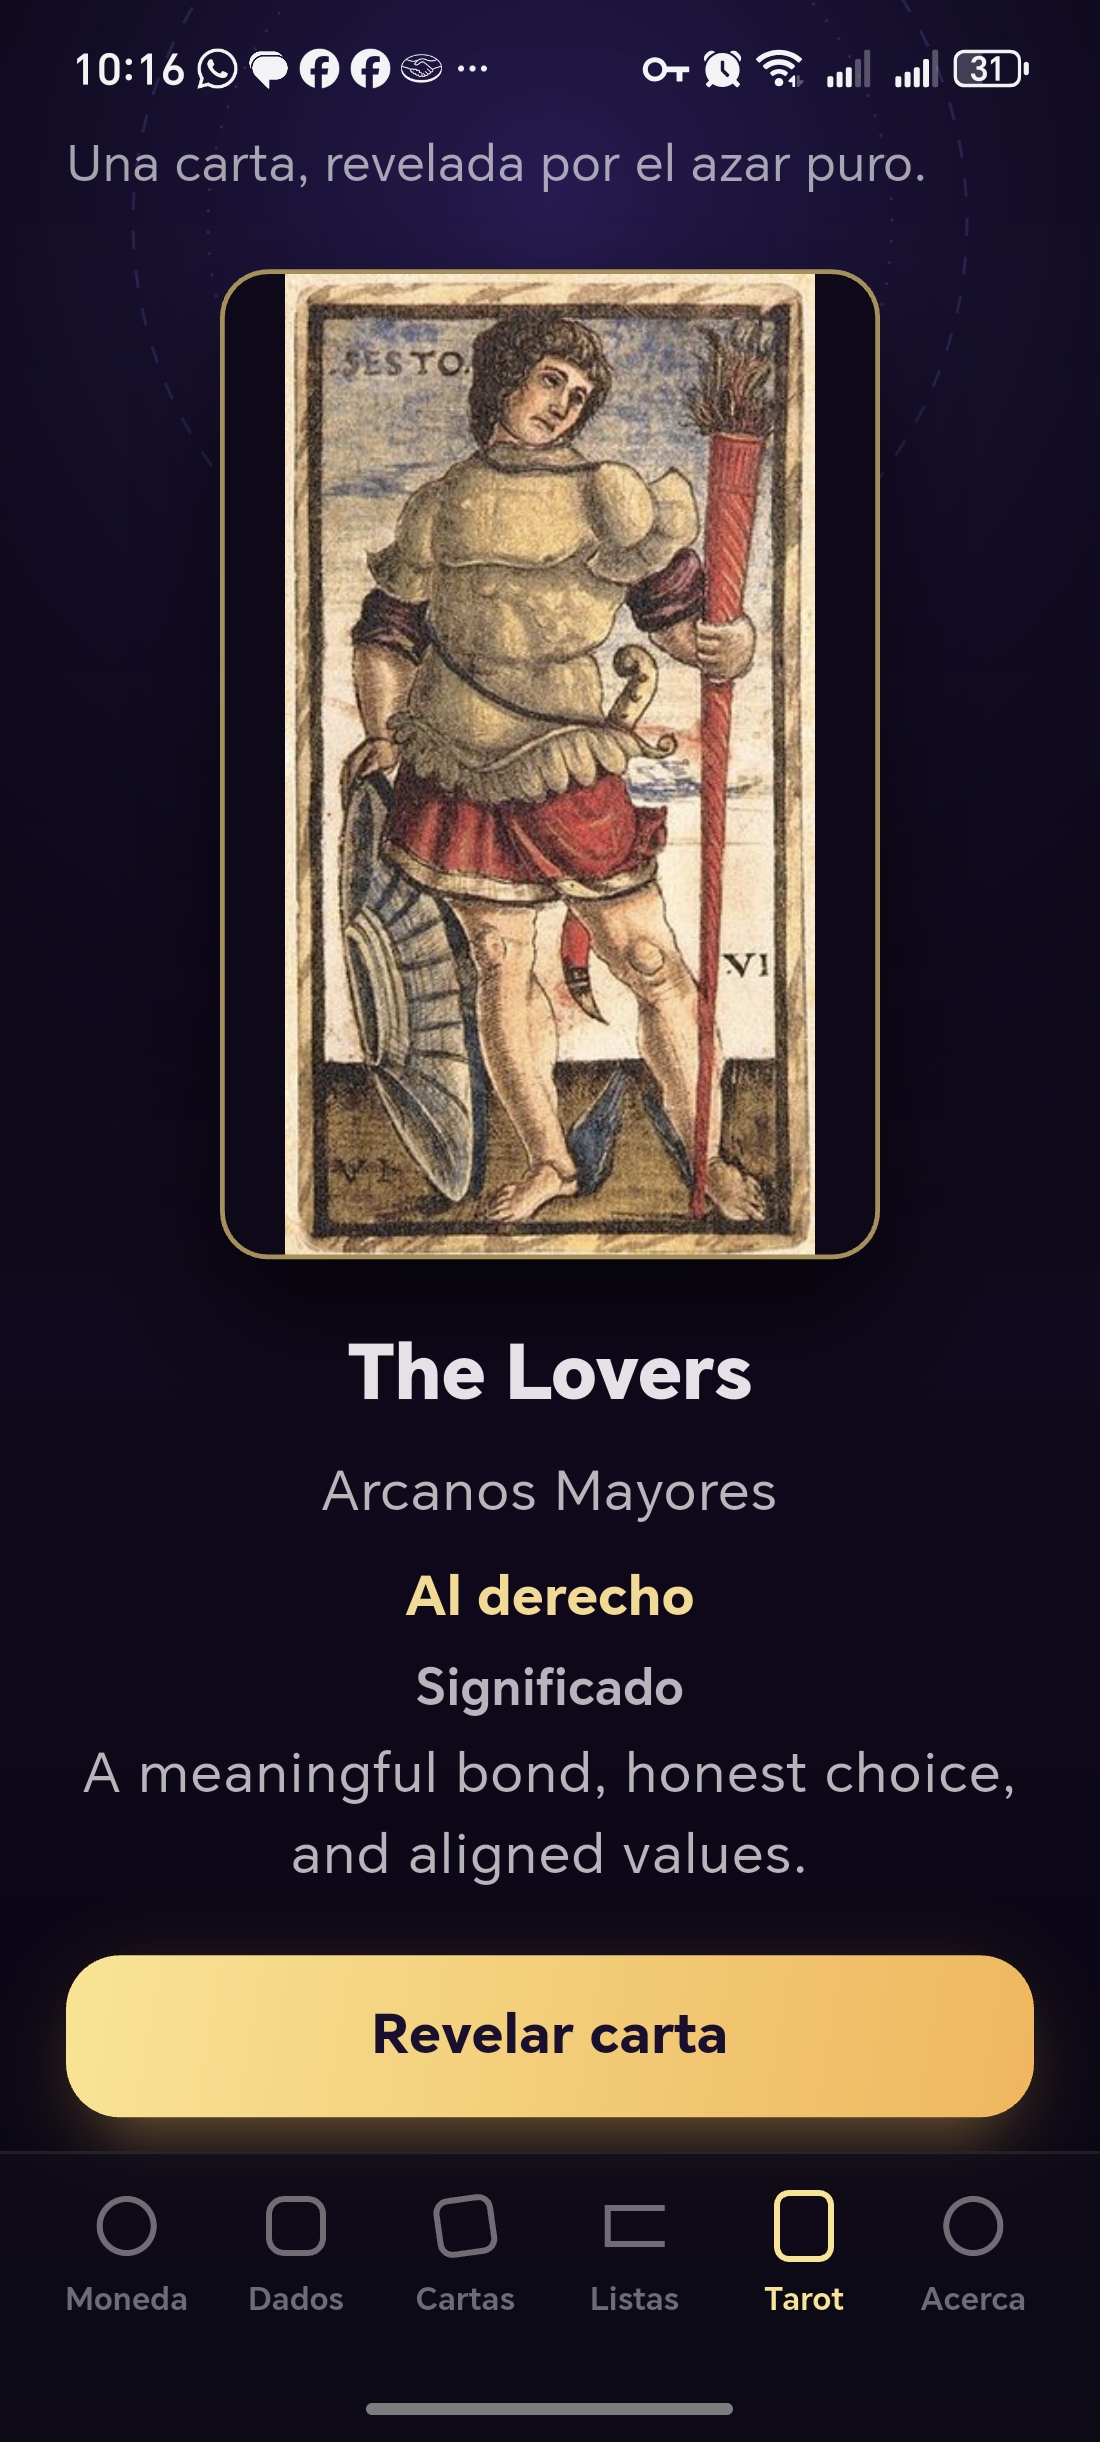 10:16
31
Una carta, revelada por el azar puro.
.SESTO.
.VI
VI
The Lovers
Arcanos Mayores
Al derecho
Significado
A meaningful bond, honest choice,
and aligned values.
Revelar carta
Moneda Dados Cartas Listas Tarot Acerca